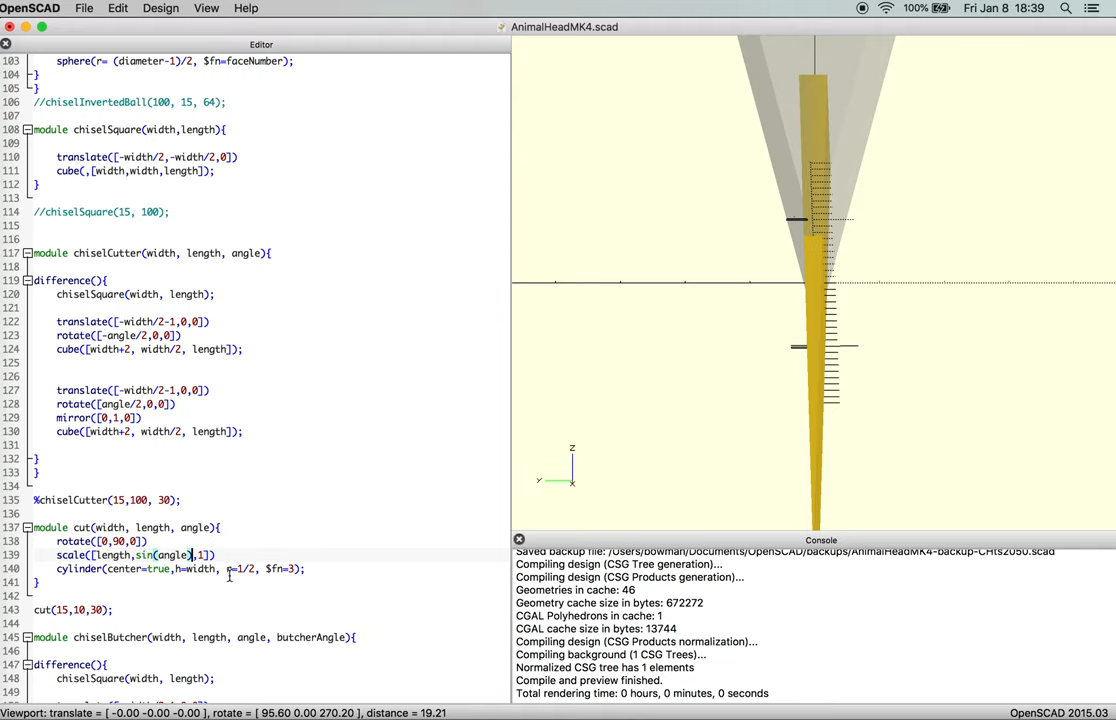 OpenSCAD File Edit Design View Help 100% Fri Jan 8 18:39
AnimalHeadMK4.scad
Editor
103 sphere(r= (diameter-1)/2, $fn=faceNumber);
104 }
105 }
106 //chiselInvertedBall(100, 15, 64);
107
108 module chiselSquare(width,length){
109
110 translate([-width/2,-width/2,0])
111 cube(,[width,width,length]);
112 }
113
114 //chiselSquare(15, 100);
115
116
117 module chiselCutter(width, length, angle){
118
119 difference(){
120 chiselSquare(width, length);
121
122 translate([-width/2-1,0,0])
123 rotate([-angle/2,0,0])
124 cube([width+2, width/2, length]);
125
126
127 translate([-width/2-1,0,0])
128 rotate([angle/2,0,0])
129 mirror([0,1,0])
130 cube([width+2, width/2, length]);
131
132 }
133 }
134
135 %chiselCutter(15,100, 30);
136
137 module cut(width, length, angle){
138 rotate([0,90,0])
139 scale([length,sin(angle),1])
140 cylinder(center=true,h=width, r=1/2, $fn=3);
141 }
142
143 cut(15,10,30);
144
145 module chiselButcher(width, length, angle, butcherAngle){
146
147 difference(){
148 chiselSquare(width, length);
149
Z
Y
X
Console
Saved backup file: /Users/bowman/Documents/OpenSCAD/backups/AnimalHeadMK4-backup-CHts2050.scad
Compiling design (CSG Tree generation)...
Compiling design (CSG Products generation)...
Geometries in cache: 46
Geometry cache size in bytes: 672272
CGAL Polyhedrons in cache: 1
CGAL cache size in bytes: 13744
Compiling design (CSG Products normalization)...
Compiling background (1 CSG Trees)...
Normalized CSG tree has 1 elements
Compile and preview finished.
Total rendering time: 0 hours, 0 minutes, 0 seconds
Viewport: translate = [ -0.00 -0.00 -0.00 ], rotate = [ 95.60 0.00 270.20 ], distance = 19.21
OpenSCAD 2015.03